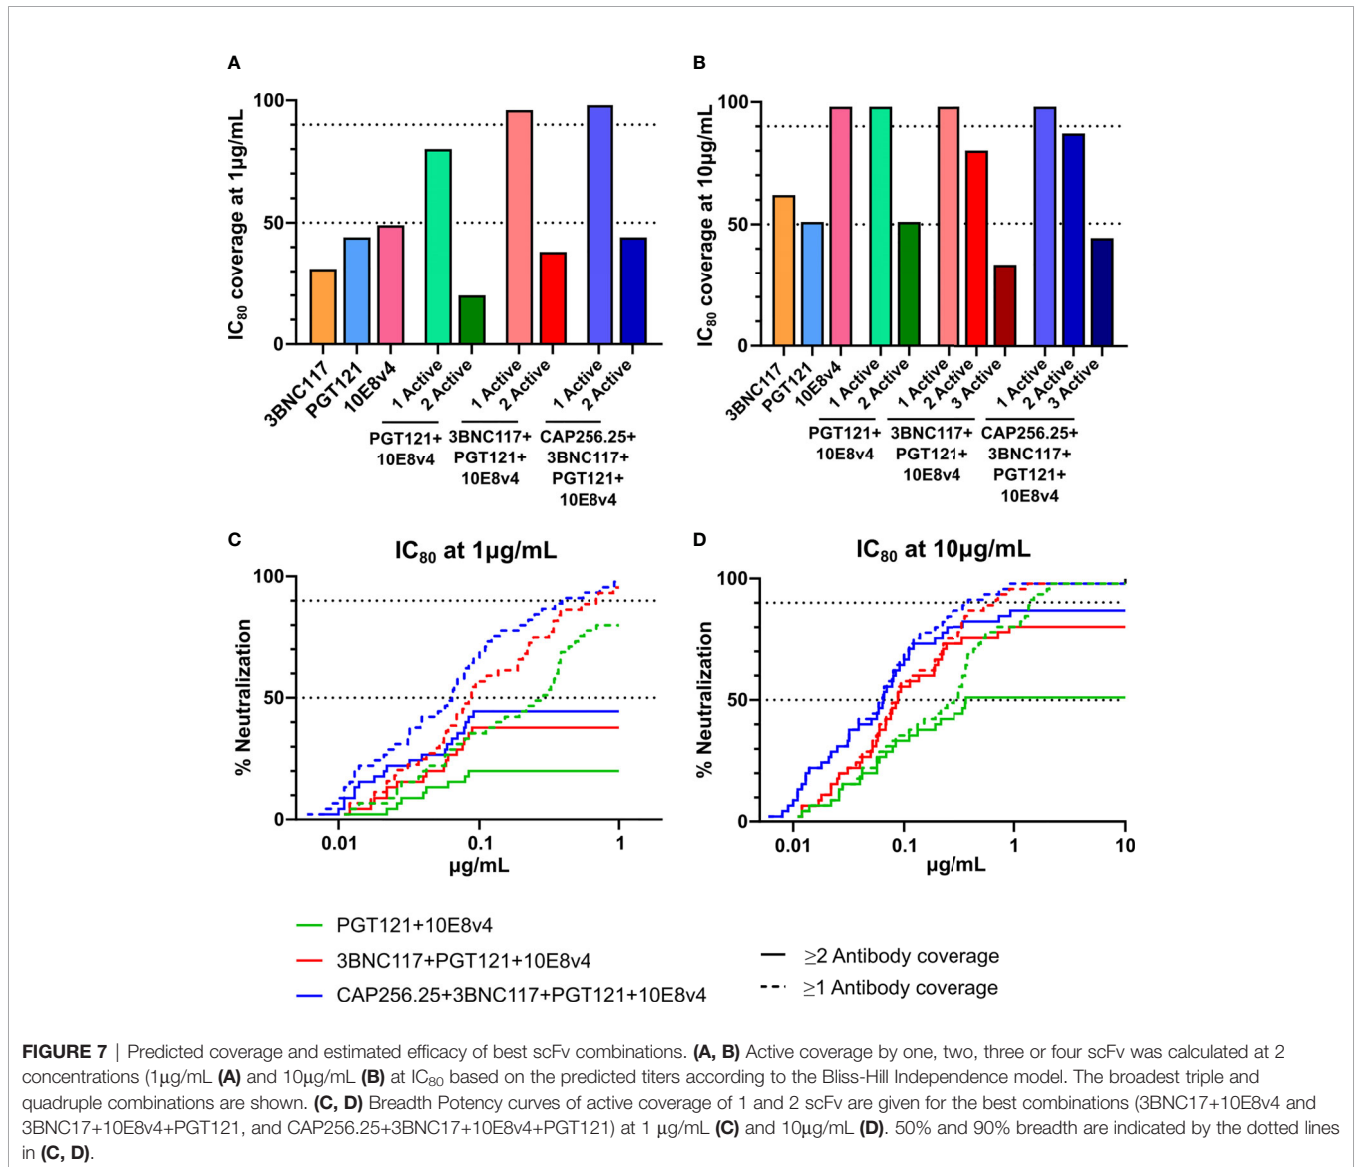 A
B
IC80 coverage at 1μg/mL
100
50
0
3BNC117
PGT121
10E8v4
1 Active
2 Active
1 Active
2 Active
1 Active
2 Active
PGT121+
10E8v4
3BNC117+
PGT121+
10E8v4
CAP256.25+
3BNC117+
PGT121+
10E8v4
IC80 coverage at 10μg/mL
100
50
0
3BNC117
PGT121
10E8v4
1 Active
2 Active
1 Active
2 Active
3 Active
1 Active
2 Active
3 Active
PGT121+
10E8v4
3BNC117+
PGT121+
10E8v4
CAP256.25+
3BNC117+
PGT121+
10E8v4
C
IC80 at 1μg/mL
% Neutralization
100
50
0
0.01
0.1
1
μg/mL
D
IC80 at 10μg/mL
% Neutralization
100
50
0
0.01
0.1
1
10
μg/mL
PGT121+10E8v4
3BNC117+PGT121+10E8v4
CAP256.25+3BNC117+PGT121+10E8v4
≥2 Antibody coverage
≥1 Antibody coverage
FIGURE 7 | Predicted coverage and estimated efficacy of best scFv combinations. (A, B) Active coverage by one, two, three or four scFv was calculated at 2
concentrations (1μg/mL (A) and 10μg/mL (B) at IC80 based on the predicted titers according to the Bliss-Hill Independence model. The broadest triple and
quadruple combinations are shown. (C, D) Breadth Potency curves of active coverage of 1 and 2 scFv are given for the best combinations (3BNC17+10E8v4 and
3BNC17+10E8v4+PGT121, and CAP256.25+3BNC17+10E8v4+PGT121) at 1 μg/mL (C) and 10μg/mL (D). 50% and 90% breadth are indicated by the dotted lines
in (C, D).